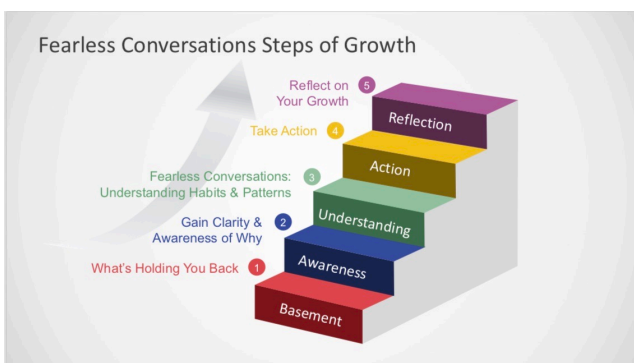 Fearless Conversations Steps of Growth
Reflect on
Your Growth
5
Reflection
Take Action
4
Action
Fearless Conversations:
Understanding Habits & Patterns
3
Understanding
Gain Clarity &
Awareness of Why
2
Awareness
What's Holding You Back
1
Basement